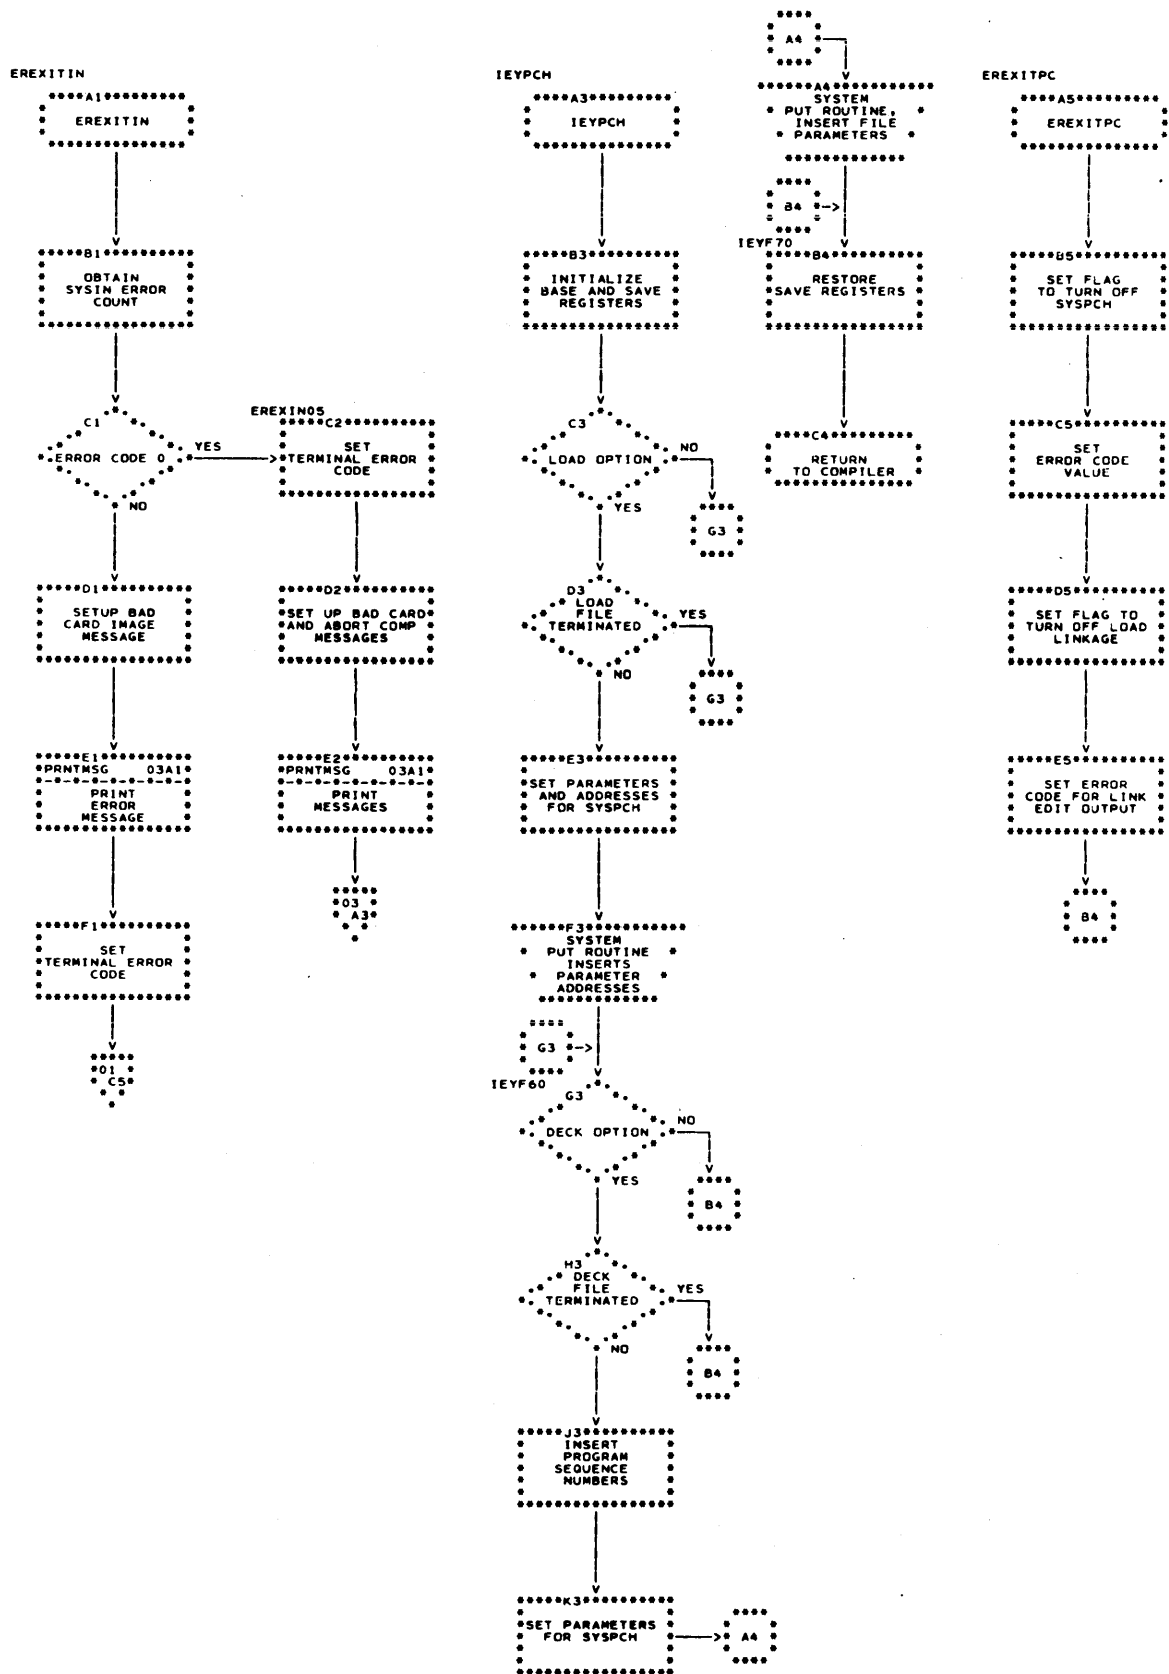 EREXITIN
A1
EREXITIN
B1
OBTAIN
SYSIN ERROR
COUNT
C1
ERROR CODE 0
YES
NO
D1
SETUP BAD
CARD IMAGE
MESSAGE
E1
PRNTMSG 03A1
PRINT
ERROR
MESSAGE
F1
SET
TERMINAL ERROR
CODE
01
C5
EREXIN05
C2
SET
TERMINAL ERROR
CODE
D2
SET UP BAD CARD
AND ABORT COMP
MESSAGES
E2
PRNTMSG 03A1
PRINT
MESSAGES
03
A3
IEYPCH
A3
IEYPCH
B3
INITIALIZE
BASE AND SAVE
REGISTERS
C3
LOAD OPTION
NO
G3
YES
D3
LOAD
FILE
TERMINATED
YES
G3
NO
E3
SET PARAMETERS
AND ADDRESSES
FOR SYSPCH
F3
SYSTEM
PUT ROUTINE
INSERTS
PARAMETER
ADDRESSES
G3
IEYF60
G3
DECK OPTION
NO
B4
YES
H3
DECK
FILE
TERMINATED
YES
B4
NO
J3
INSERT
PROGRAM
SEQUENCE
NUMBERS
K3
SET PARAMETERS
FOR SYSPCH
A4
A4
A4
SYSTEM
PUT ROUTINE,
INSERT FILE
PARAMETERS
B4
IEYF70
B4
RESTORE
SAVE REGISTERS
C4
RETURN
TO COMPILER
EREXITPC
A5
EREXITPC
B5
SET FLAG
TO TURN OFF
SYSPCH
C5
SET
ERROR CODE
VALUE
D5
SET FLAG TO
TURN OFF LOAD
LINKAGE
E5
SET ERROR
CODE FOR LINK
EDIT OUTPUT
B4